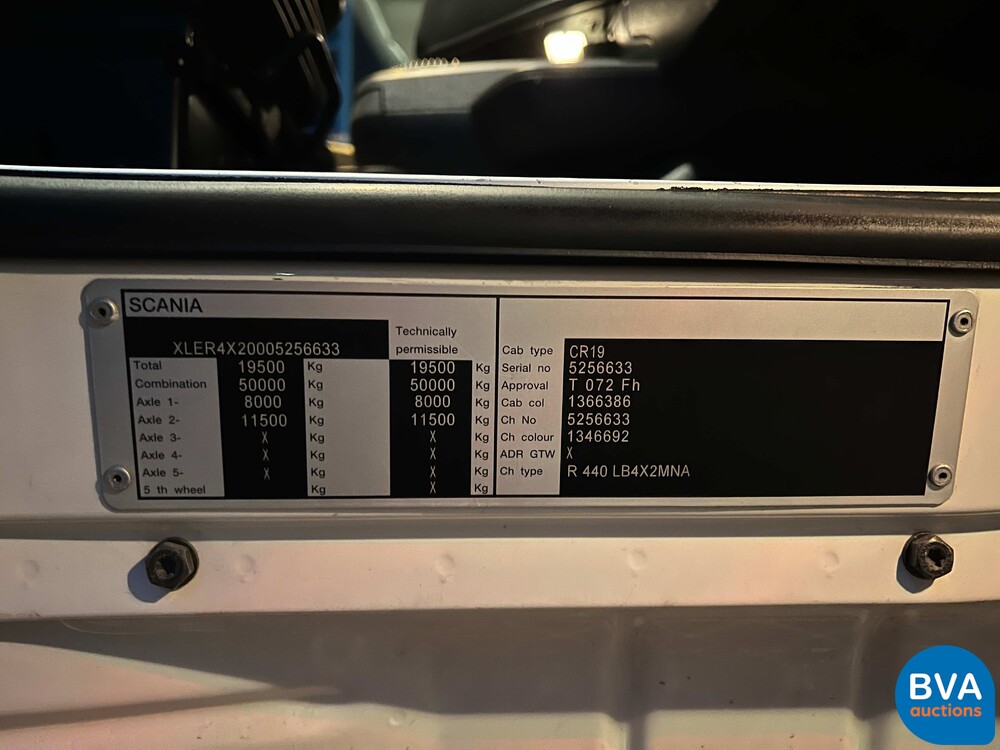 SCANIA
XLER4X20005256633
Technically
permissible
Total 19500 Kg 19500 Kg
Combination 50000 Kg 50000 Kg
Axle 1- 8000 Kg 8000 Kg
Axle 2- 11500 Kg 11500 Kg
Axle 3- X Kg X Kg
Axle 4- X Kg X Kg
Axle 5- X Kg X Kg
5 th wheel Kg X Kg
Cab type CR19
Serial no 5256633
Approval T 072 Fh
Cab col 1366386
Ch No 5256633
Ch colour 1346692
ADR GTW X
Ch type R 440 LB4X2MNA
BVA
auctions